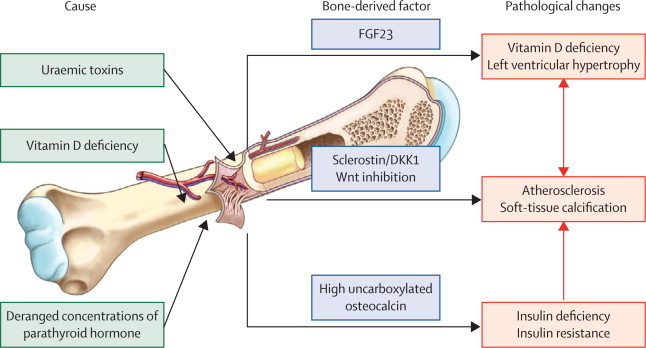 Cause
Bone-derived factor
Pathological changes
FGF23
Vitamin D deficiency
Left ventricular hypertrophy
Uraemic toxins
Vitamin D deficiency
Sclerostin/DKK1
Wnt inhibition
Atherosclerosis
Soft-tissue calcification
Deranged concentrations of
parathyroid hormone
High uncarboxylated
osteocalcin
Insulin deficiency
Insulin resistance